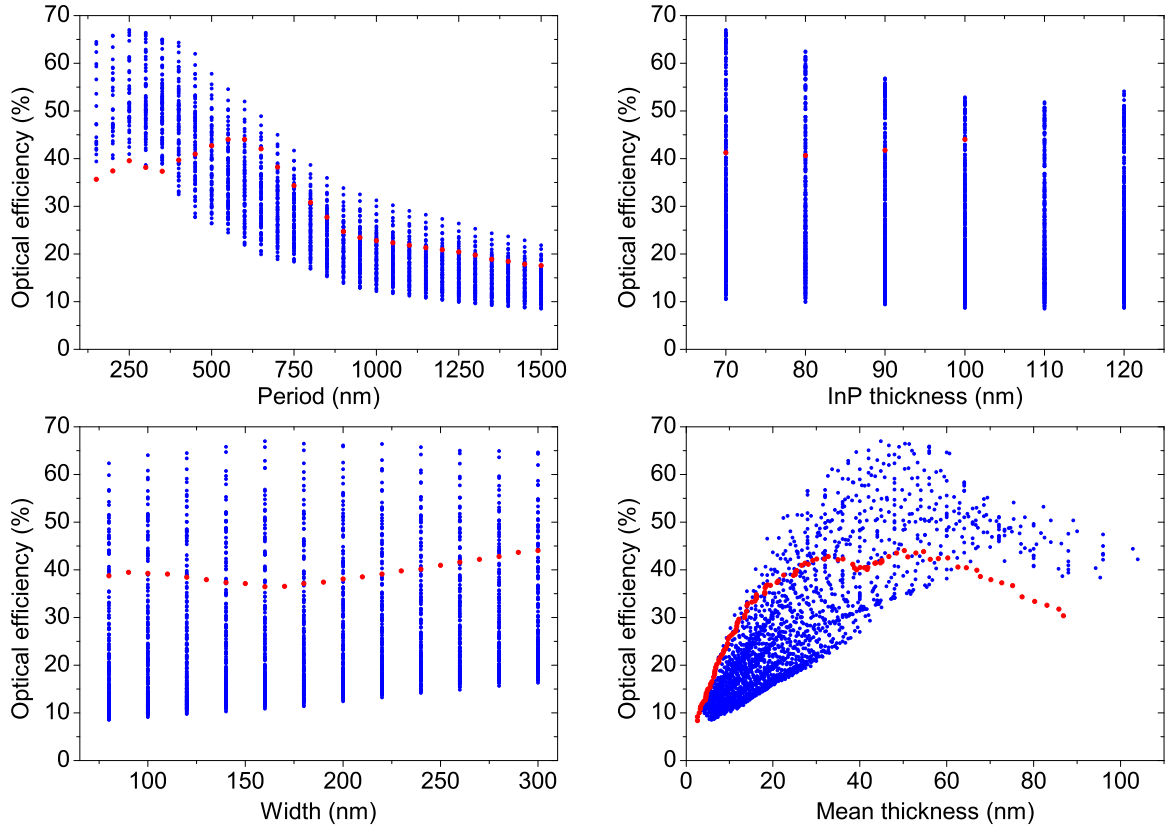 70
60
50
40
30
20
10
0
Optical efficiency (%)
250 500 750 1000 1250 1500
Period (nm)
70
60
50
40
30
20
10
0
Optical efficiency (%)
70 80 90 100 110 120
InP thickness (nm)
70
60
50
40
30
20
10
0
Optical efficiency (%)
100 150 200 250 300
Width (nm)
70
60
50
40
30
20
10
0
Optical efficiency (%)
0 20 40 60 80 100
Mean thickness (nm)